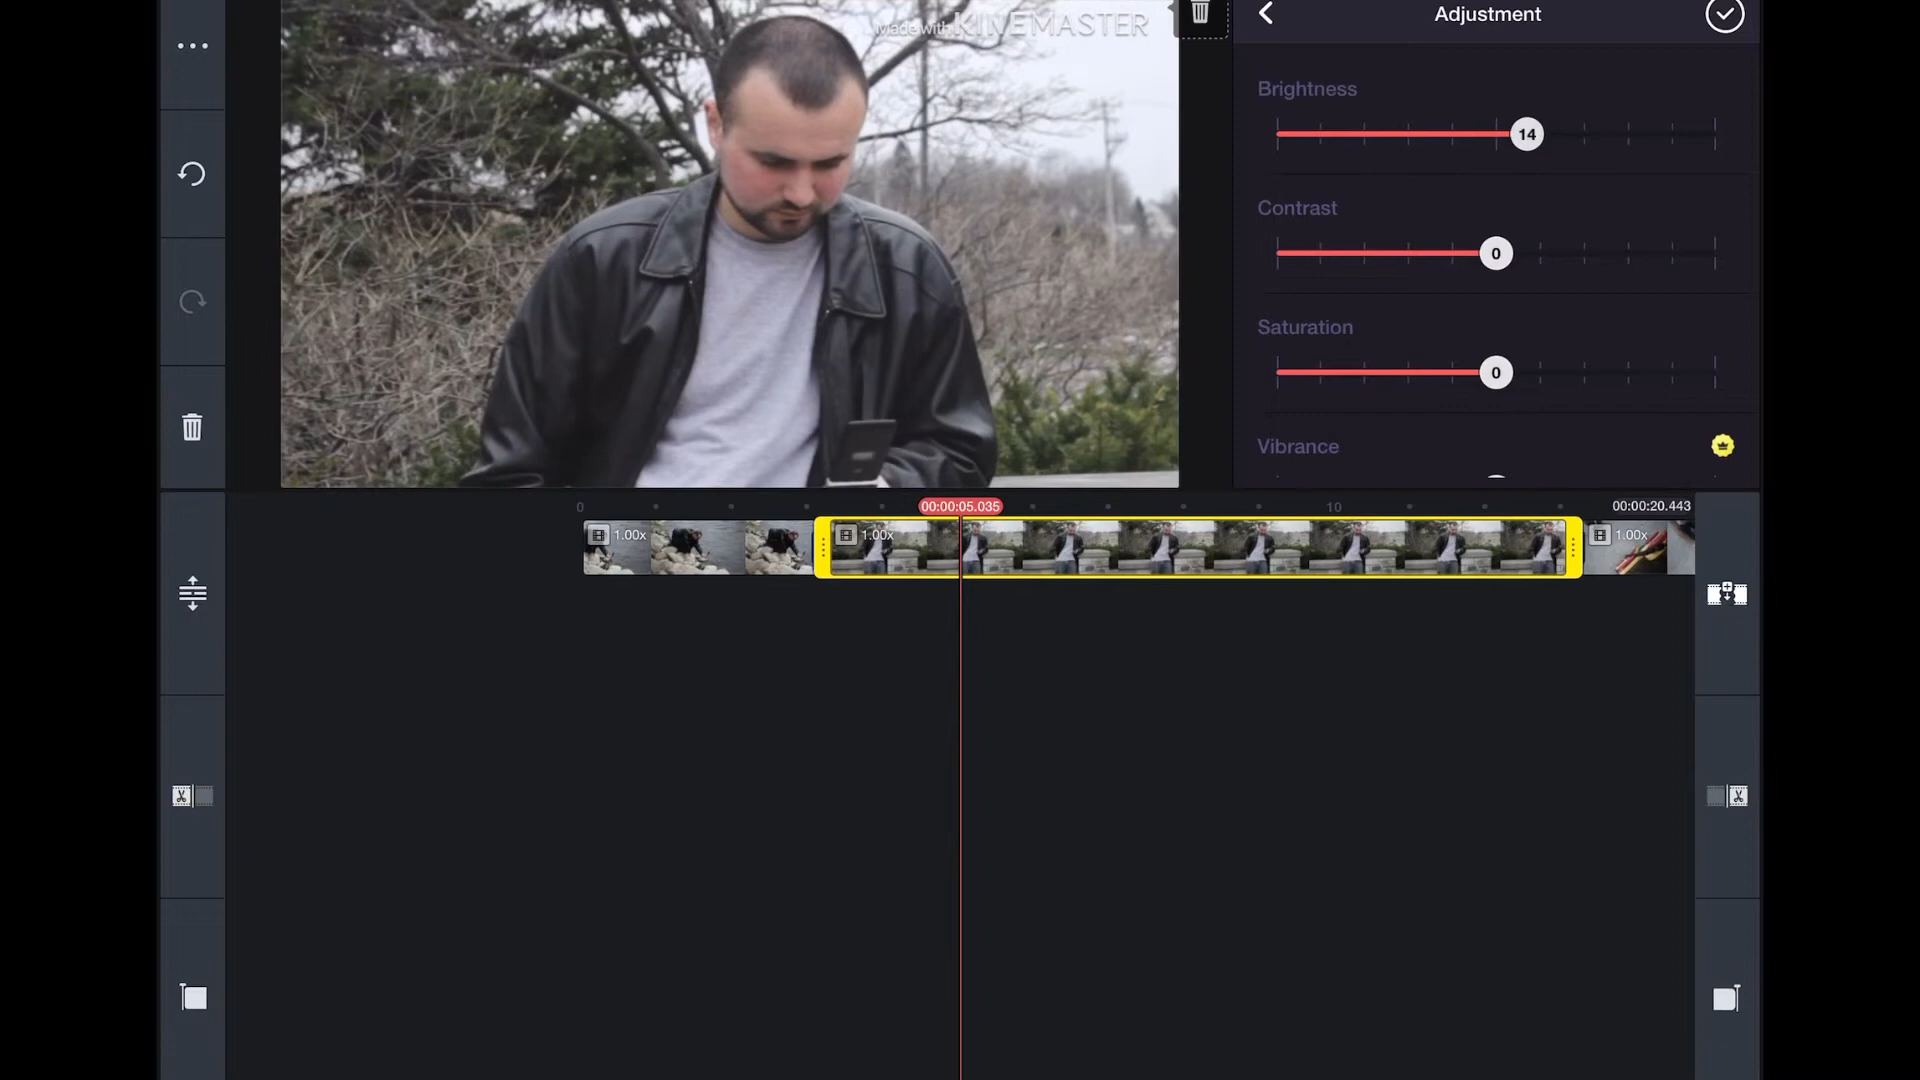 Made with KINEMASTER
Adjustment
Brightness
14
Contrast
0
Saturation
0
Vibrance
0
00:00:05.035
10
00:00:20.443
1.00x
1.00x
1.00x